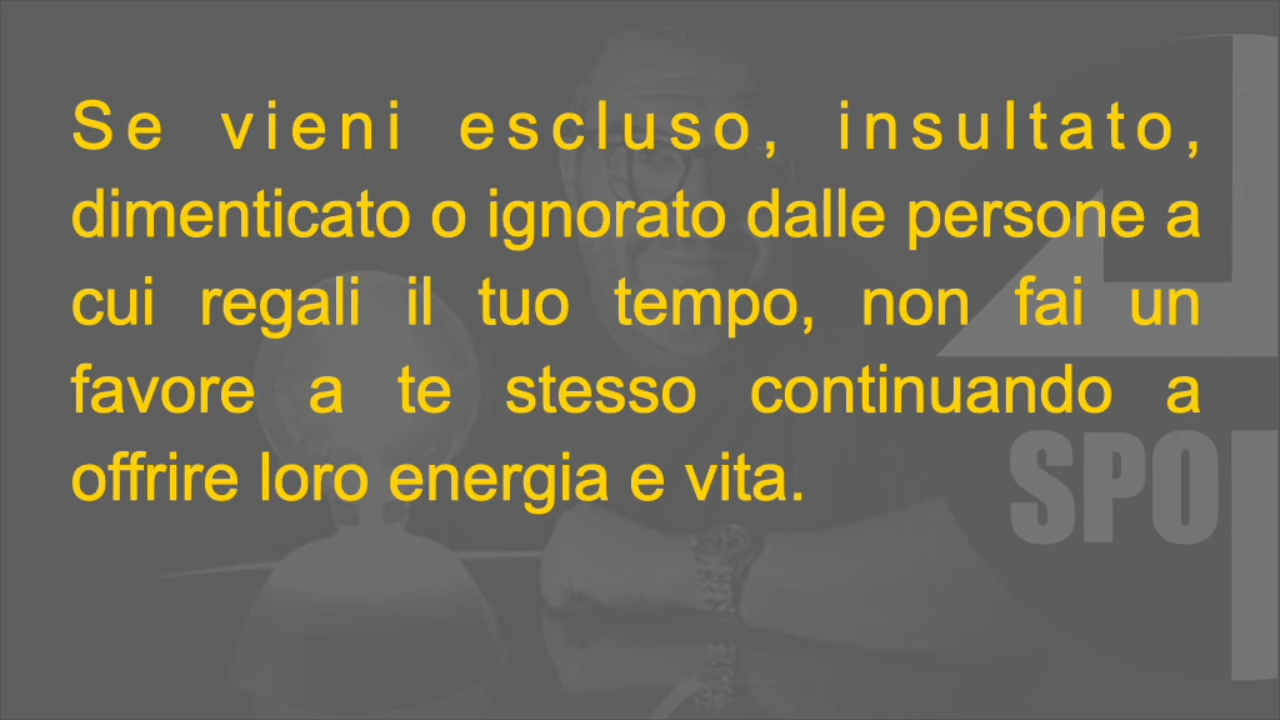 Se vieni escluso, insultato,
dimenticato o ignorato dalle persone a
cui regali il tuo tempo, non fai un
favore a te stesso continuando a
offrire loro energia e vita.
SPO